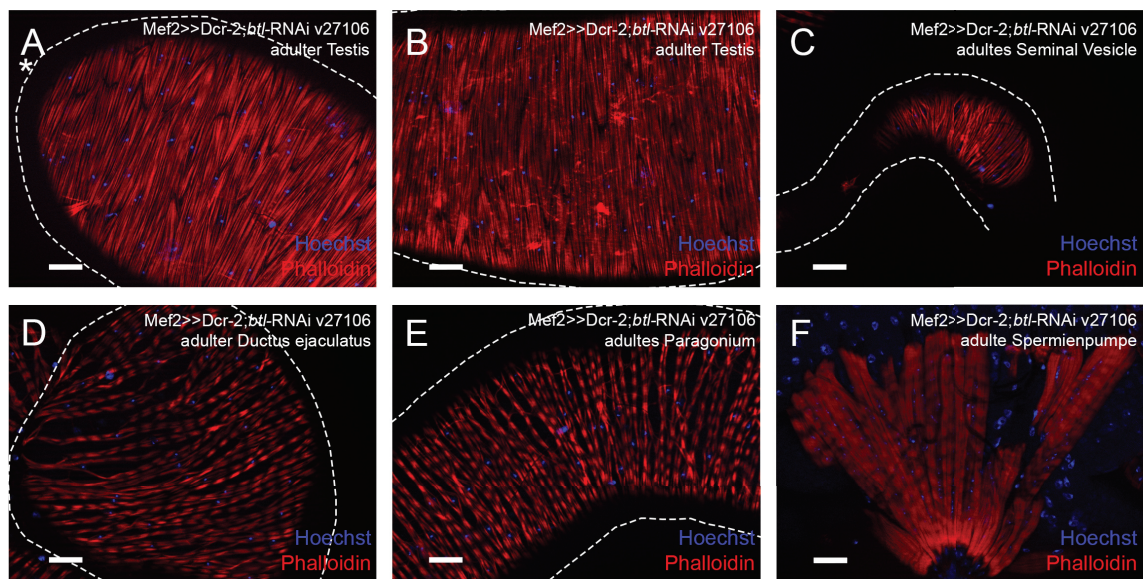 A
Mef2>>Dcr-2;btl-RNAi v27106
adulter Testis
*
Hoechst
Phalloidin
B
Mef2>>Dcr-2;btl-RNAi v27106
adulter Testis
Hoechst
Phalloidin
C
Mef2>>Dcr-2;btl-RNAi v27106
adultes Seminal Vesicle
Hoechst
Phalloidin
D
Mef2>>Dcr-2;btl-RNAi v27106
adulter Ductus ejaculatus
Hoechst
Phalloidin
E
Mef2>>Dcr-2;btl-RNAi v27106
adultes Paragonium
Hoechst
Phalloidin
F
Mef2>>Dcr-2;btl-RNAi v27106
adulte Spermienpumpe
Hoechst
Phalloidin